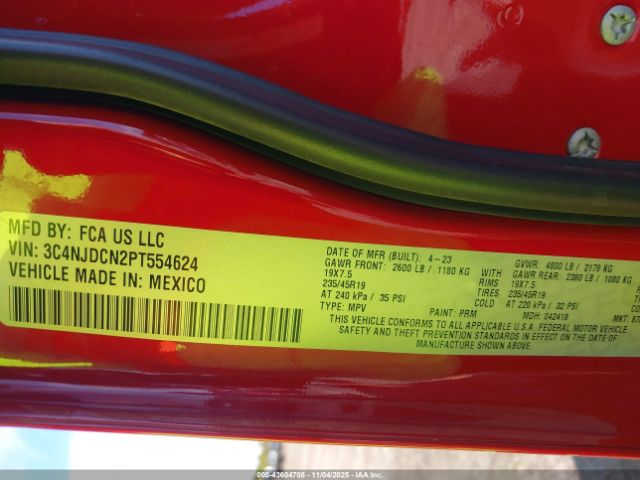 MFD BY: FCA US LLC
VIN: 3C4NJDCN2PT554624
VEHICLE MADE IN: MEXICO
DATE OF MFR (BUILT): 4-23 GVWR: 4800 LB / 2178 KG
GAWR FRONT: 2600 LB / 1180 KG WITH GAWR REAR: 2380 LB / 1080 KG
19X7.5 RIMS 19X7.5
235/45R19 TIRES 235/45R19
AT 240 kPa / 35 PSI COLD AT 220 kPa / 32 PSI
TYPE: MPV PAINT: PRM MDH: 042418 MKT:
THIS VEHICLE CONFORMS TO ALL APPLICABLE U.S.A. FEDERAL MOTOR VEHICLE
SAFETY AND THEFT PREVENTION STANDARDS IN EFFECT ON THE DATE OF
MANUFACTURE SHOWN ABOVE.
000-43604708 - 11/04/2025 - IAA Inc.